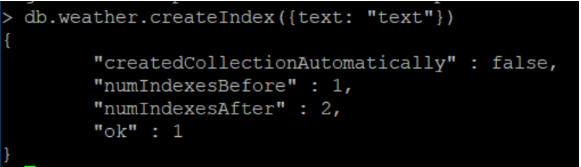 > db.weather.createIndex({text: "text"})
{
"createdCollectionAutomatically" : false,
"numIndexesBefore" : 1,
"numIndexesAfter" : 2,
"ok" : 1
}